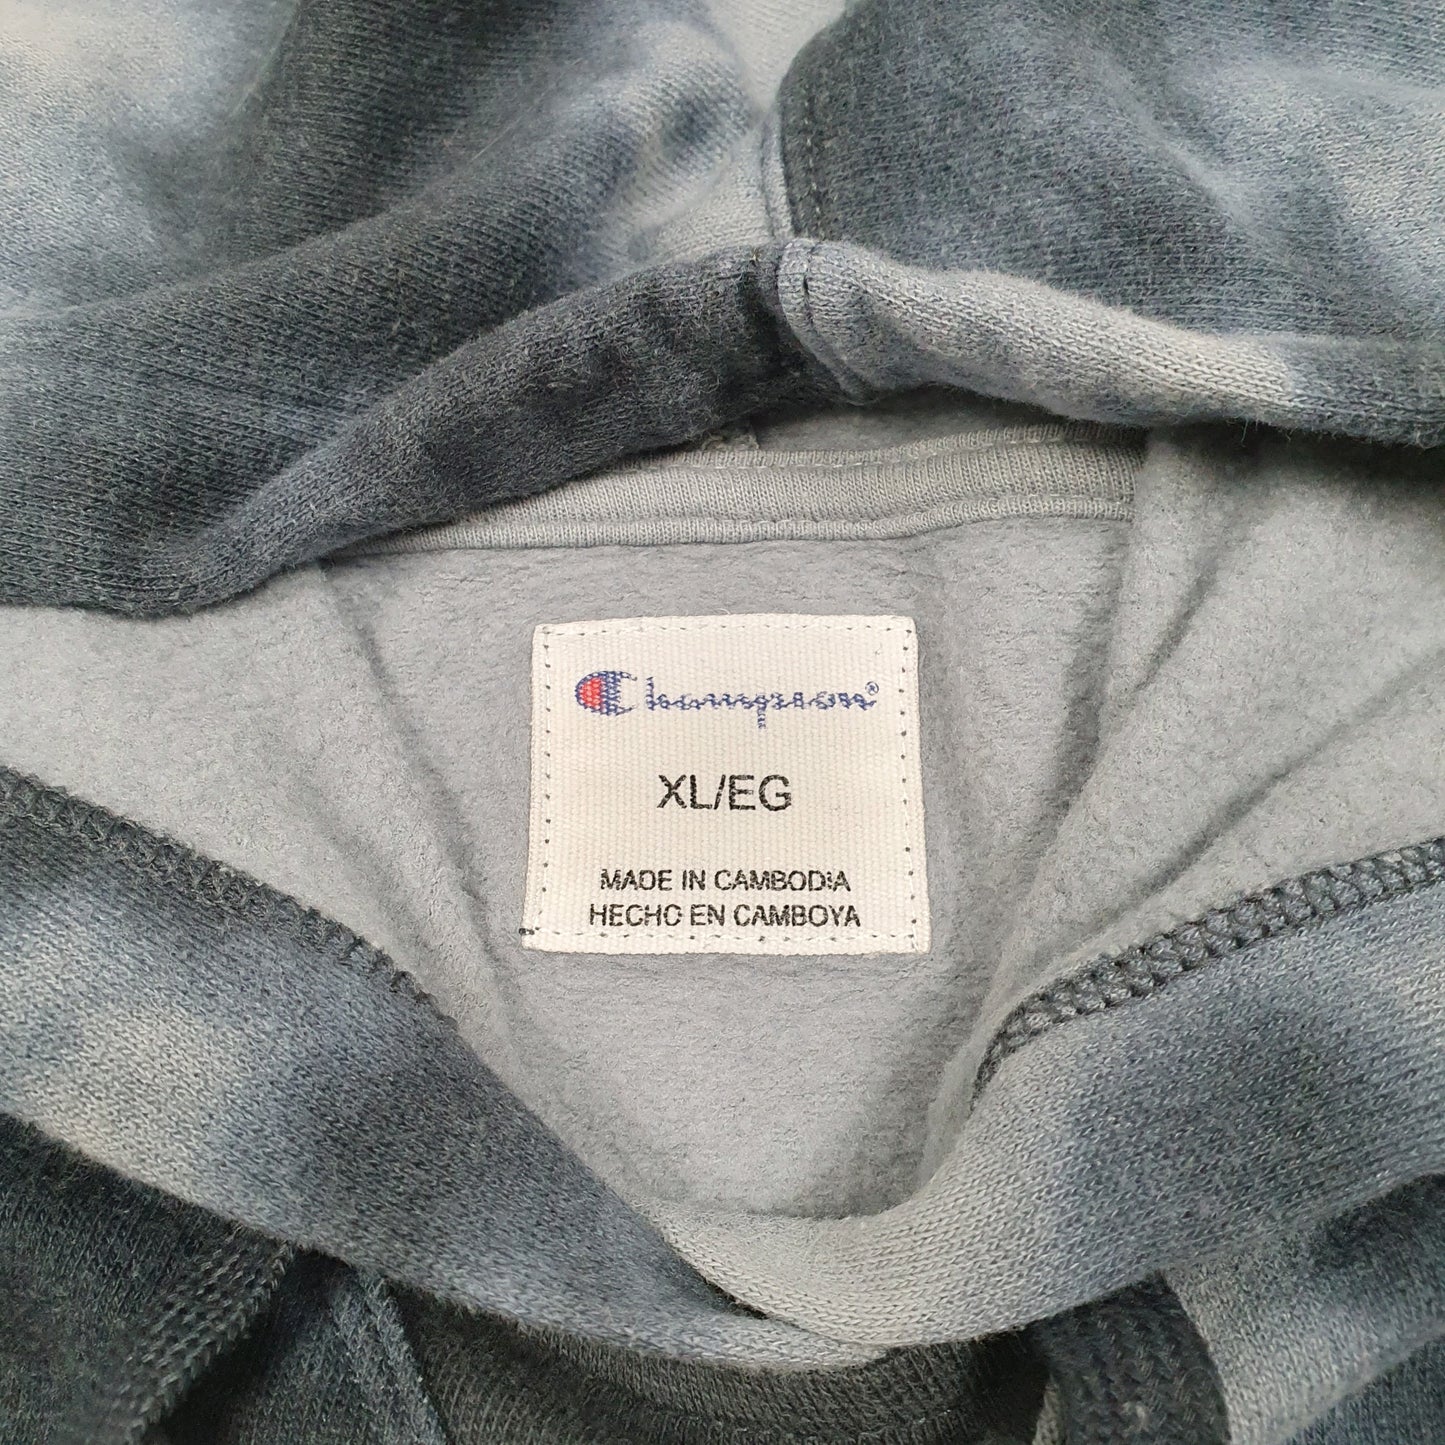 Champion®
XL/EG
MADE IN CAMBODIA
HECHO EN CAMBOYA